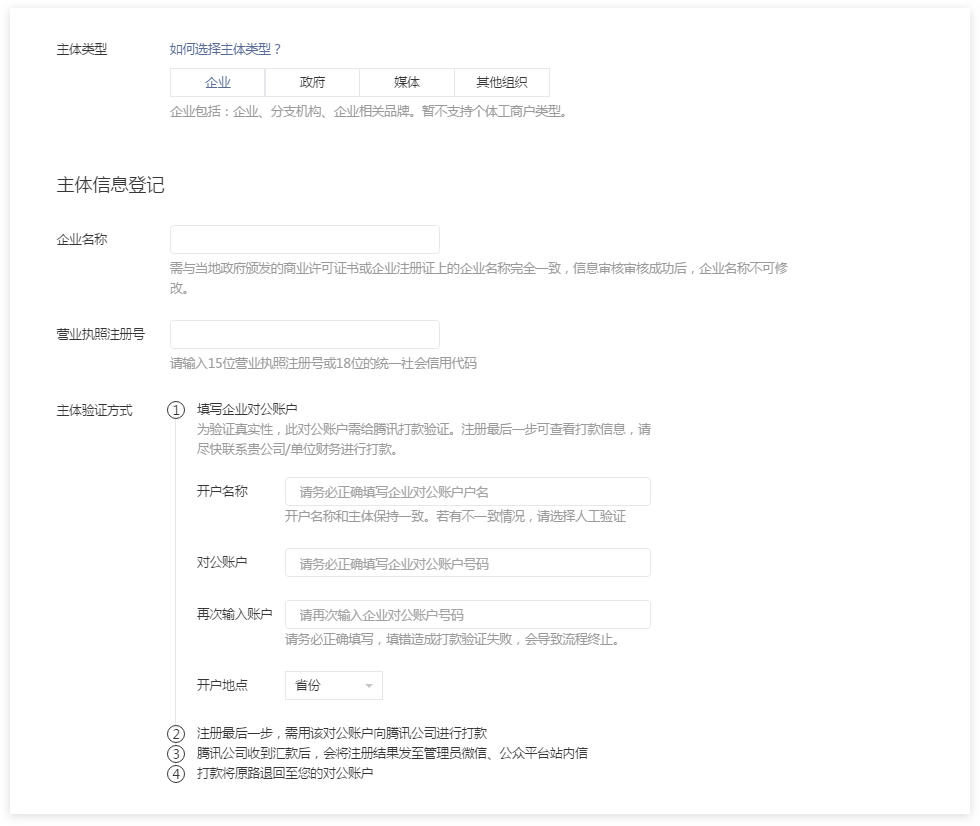 主体类型 如何选择主体类型？
企业 政府 媒体 其他组织
企业包括：企业、分支机构、企业相关品牌。暂不支持个体工商户类型。
主体信息登记
企业名称
需与当地政府颁发的商业许可证书或企业注册证上的企业名称完全一致，信息审核审核成功后，企业名称不可修
改。
营业执照注册号
请输入15位营业执照注册号或18位的统一社会信用代码
主体验证方式 ① 填写企业对公账户
为验证真实性，此对公账户需给腾讯打款验证。注册最后一步可查看打款信息，请
尽快联系贵公司/单位财务进行打款。
开户名称 请务必正确填写企业对公账户户名
开户名称和主体保持一致。若有不一致情况，请选择人工验证
对公账户 请务必正确填写企业对公账户号码
再次输入账户 请再次输入企业对公账户号码
请务必正确填写，填错造成打款验证失败，会导致流程终止。
开户地点 省份
② 注册最后一步，需用该对公账户向腾讯公司进行打款
③ 腾讯公司收到汇款后，会将注册结果发至管理员微信、公众平台站内信
④ 打款将原路退回至您的对公账户